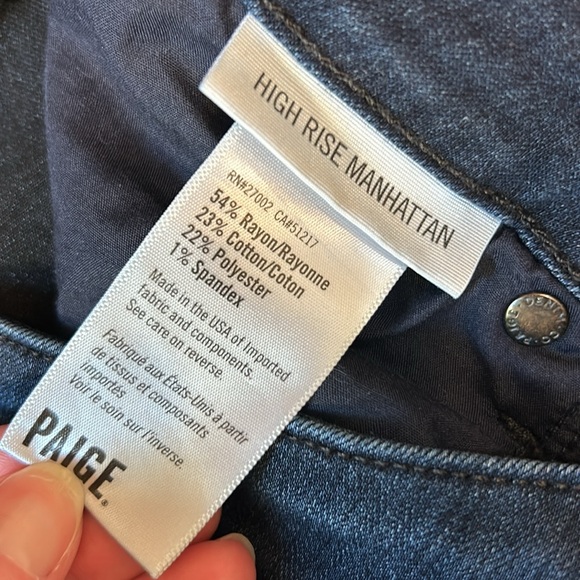 HIGH RISE MANHATTAN
RN#27002 CA#51217
54% Rayon/Rayonne
23% Cotton/Coton
22% Polyester
1% Spandex
Made in the USA of Imported
fabric and components.
See care on reverse.
Fabriqué aux États-Unis à partir
de tissus et composants
importés
Voir le soin sur l'inverse.
PAIGE®
PAIGE DENIM